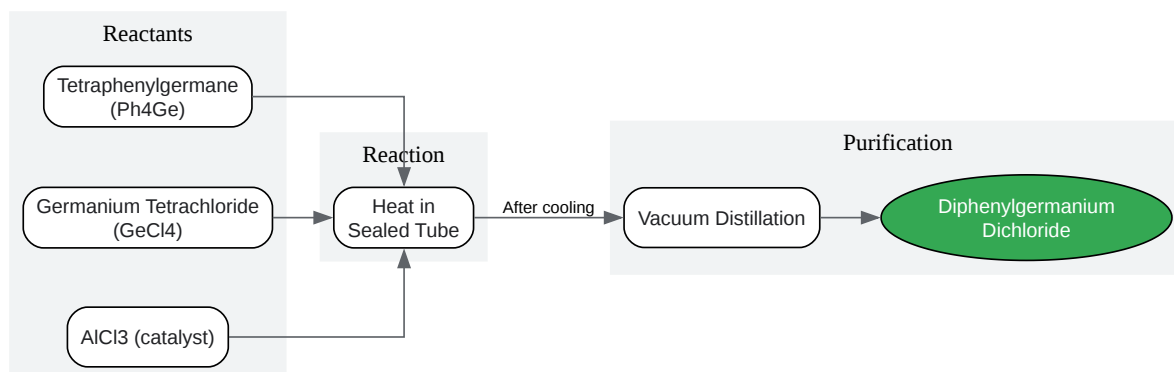 Reactants
Tetraphenylgermane
(Ph4Ge)
Germanium Tetrachloride
(GeCl4)
AlCl3 (catalyst)
Reaction
Heat in
Sealed Tube
After cooling
Purification
Vacuum Distillation
Diphenylgermanium
Dichloride